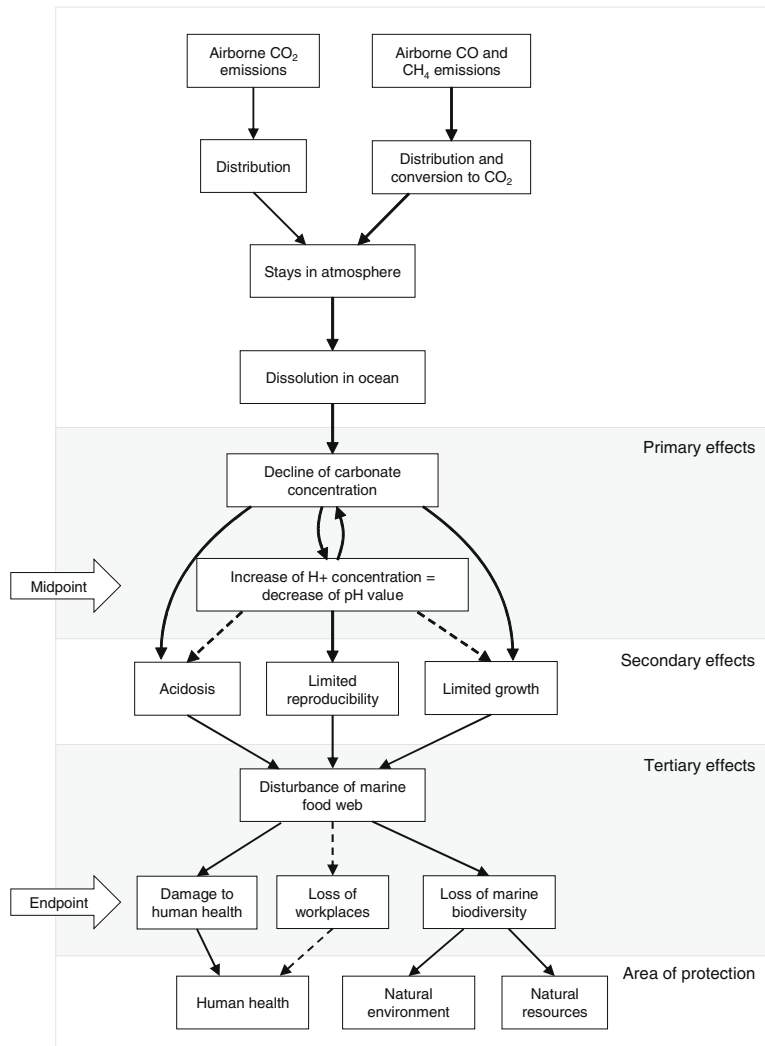 Airborne CO₂
emissions
Airborne CO and
CH₄ emissions
Distribution
Distribution and
conversion to CO₂
Stays in atmosphere
Dissolution in ocean
Primary effects
Decline of carbonate
concentration
Midpoint
Increase of H+ concentration =
decrease of pH value
Secondary effects
Acidosis
Limited
reproducibility
Limited growth
Tertiary effects
Disturbance of marine
food web
Endpoint
Damage to
human health
Loss of
workplaces
Loss of marine
biodiversity
Area of protection
Human health
Natural
environment
Natural
resources